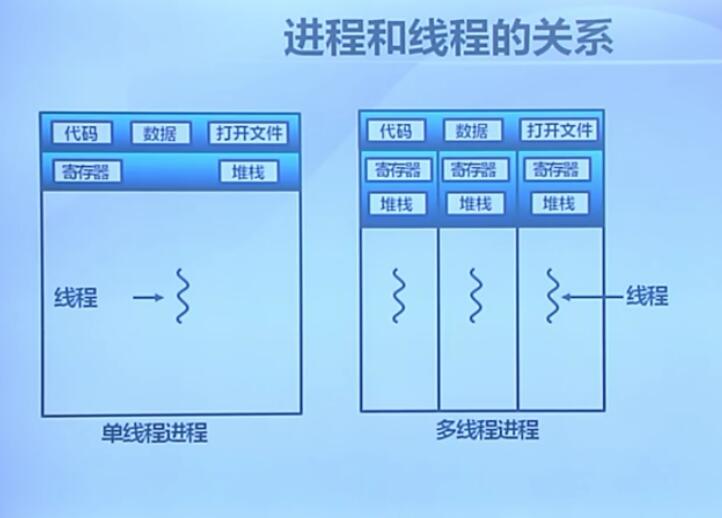 进程和线程的关系
代码 数据 打开文件
寄存器 堆栈
线程
单线程进程
代码 数据 打开文件
寄存器 寄存器 寄存器
堆栈 堆栈 堆栈
线程
多线程进程